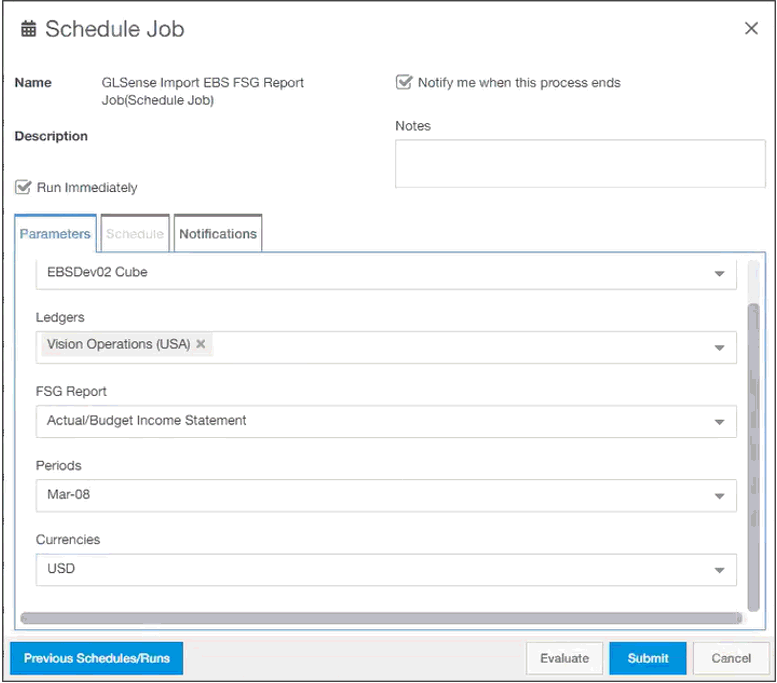 Schedule Job
Name
GLSense Import EBS FSG Report
Job(Schedule Job)
Notify me when this process ends
Description
Notes
Run Immediately
Parameters
Schedule
Notifications
EBSDev02 Cube
Ledgers
Vision Operations (USA)
FSG Report
Actual/Budget Income Statement
Periods
Mar-08
Currencies
USD
Previous Schedules/Runs
Evaluate
Submit
Cancel